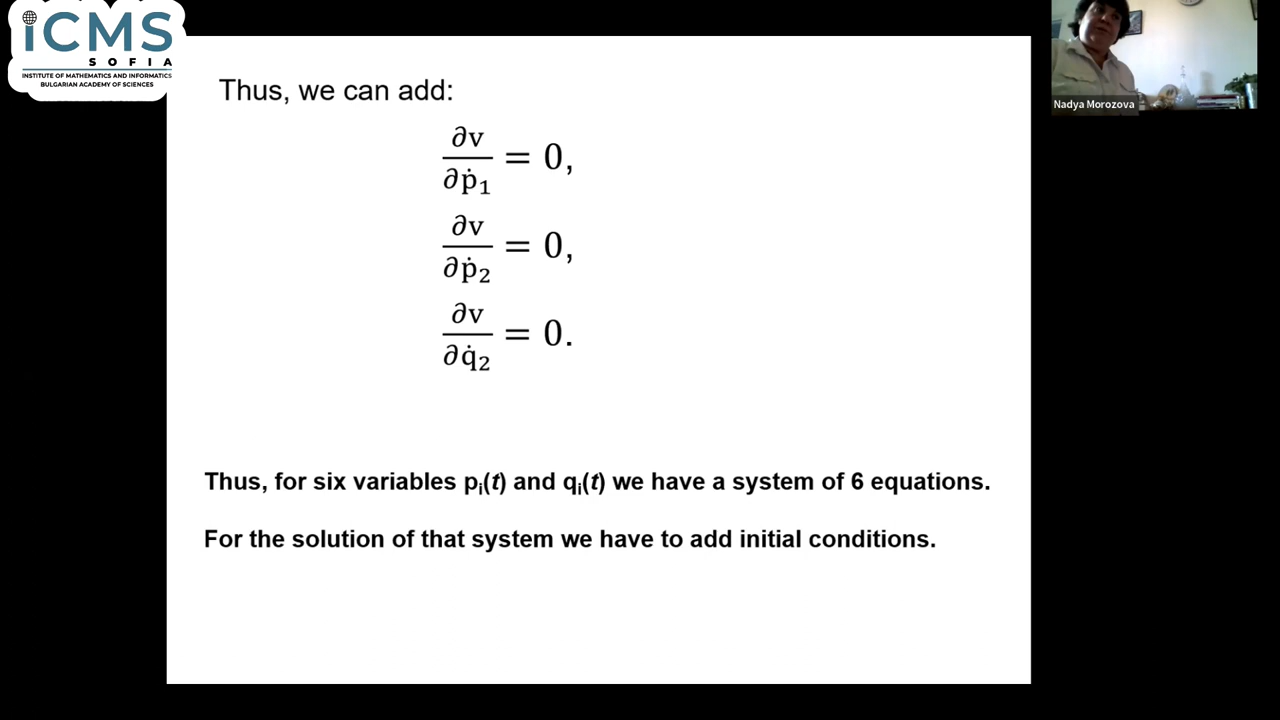 iCMS
SOFIA
INSTITUTE OF MATHEMATICS AND INFORMATICS
BULGARIAN ACADEMY OF SCIENCES
Nadya Morozova
Thus, we can add:
∂v/∂ṗ₁ = 0,
∂v/∂ṗ₂ = 0,
∂v/∂q̇₂ = 0.
Thus, for six variables pᵢ(t) and qᵢ(t) we have a system of 6 equations.
For the solution of that system we have to add initial conditions.